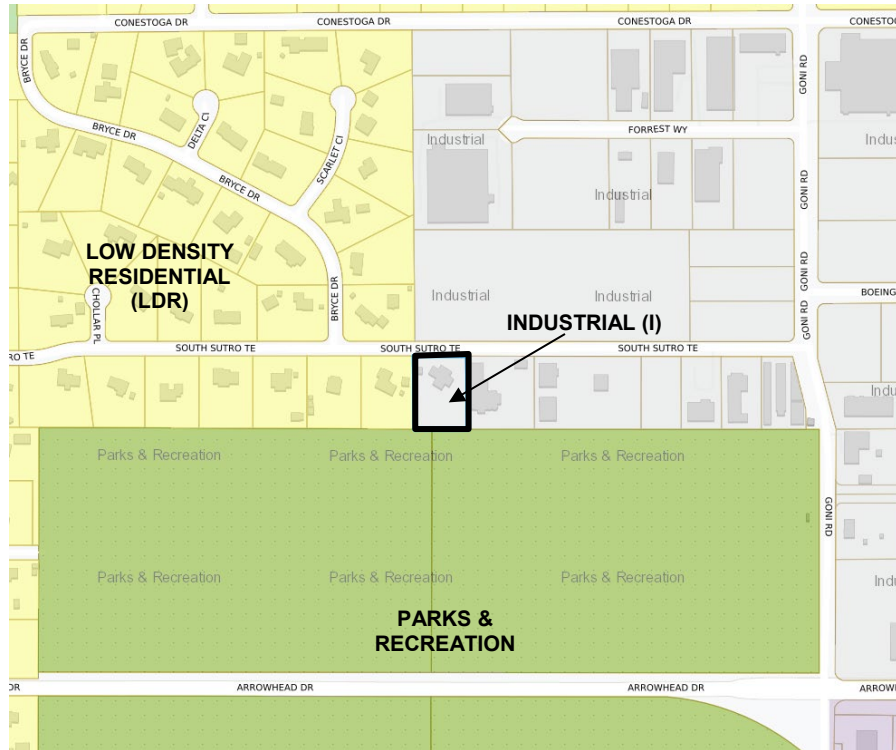 CONESTOGA DR
CONESTOGA DR
CONESTOGA DR
CONESTO
BRYCE DR
GONI RD
DELTA CI
BRYCE DR
FORREST WY
Industrial
Indus
SCARLET CI
BRYCE DR
Industrial
GONI RD
LOW DENSITY
RESIDENTIAL
(LDR)
GONI RD
BRYCE DR
CHOLLAR PL
Industrial
Industrial
BOEING
GONI RD
INDUSTRIAL (I)
RO TE
SOUTH SUTRO TE
SOUTH SUTRO TE
SOUTH SUTRO TE
Indu
Parks & Recreation
Parks & Recreation
Parks & Recreation
GONI RD
Parks & Recreation
Parks & Recreation
Parks & Recreation
Indu
PARKS &
RECREATION
DR
ARROWHEAD DR
ARROWHEAD DR
ARROWH